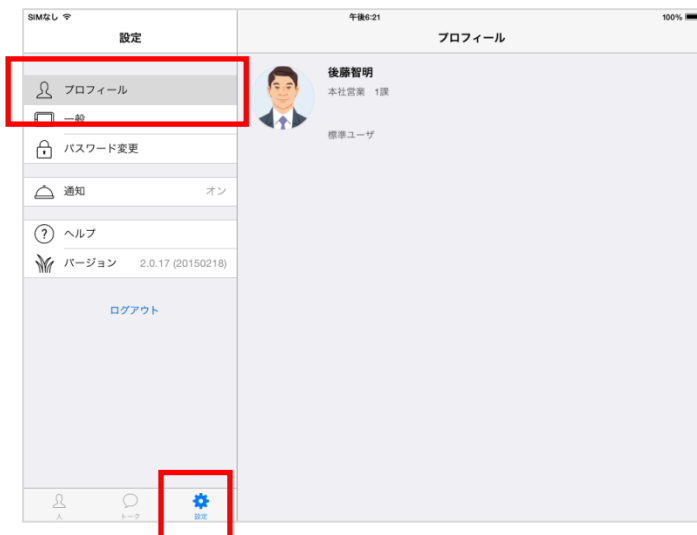 SIMなし 午後6:21 100%
設定
プロフィール
プロフィール
一般
パスワード変更
通知 オン
ヘルプ
バージョン 2.0.17 (20150218)
ログアウト
人 トーク 設定
後藤智明
本社営業 1課
標準ユーザ